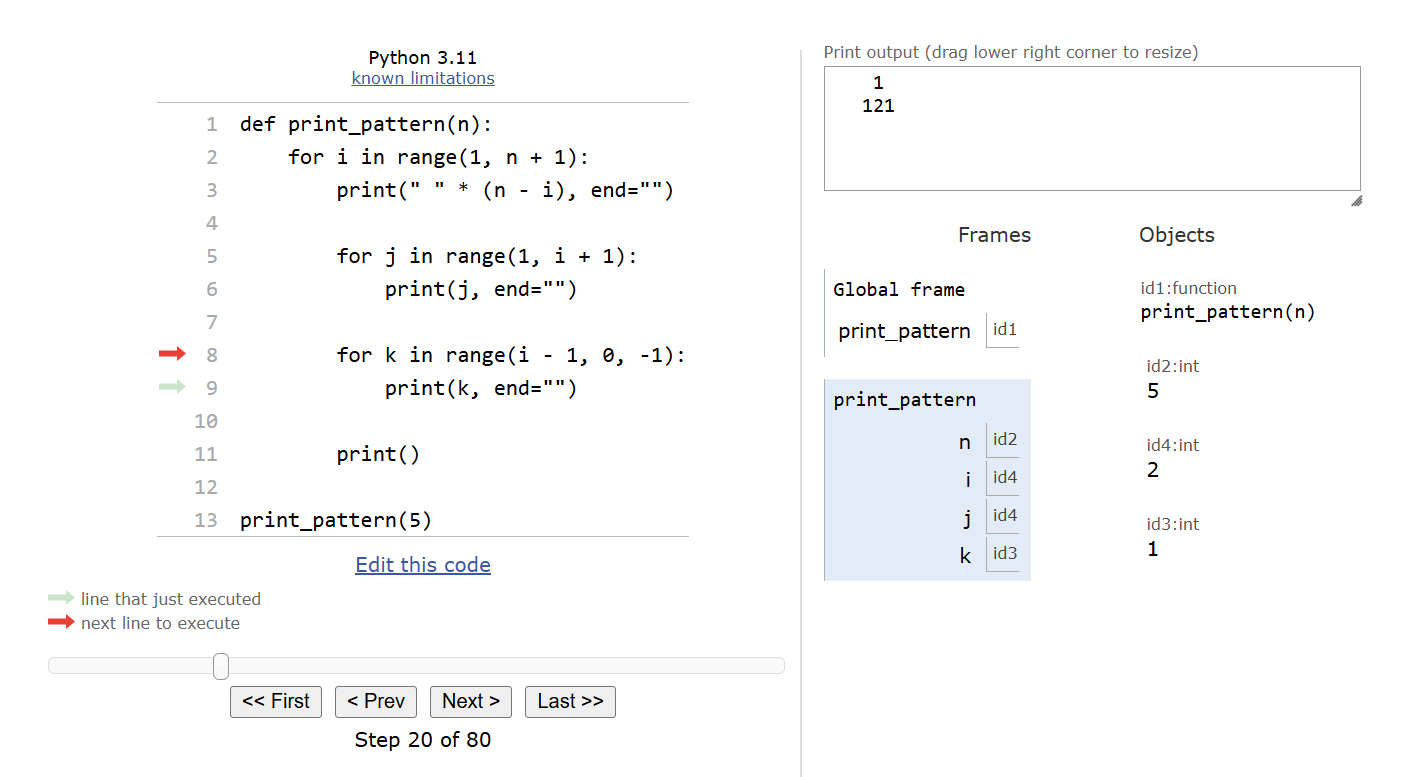 Python 3.11
known limitations
1 def print_pattern(n):
2     for i in range(1, n + 1):
3         print(" " * (n - i), end="")
4
5         for j in range(1, i + 1):
6             print(j, end="")
7
8         for k in range(i - 1, 0, -1):
9             print(k, end="")
10
11         print()
12
13 print_pattern(5)
Edit this code
line that just executed
next line to execute
<< First < Prev Next > Last >>
Step 20 of 80
Print output (drag lower right corner to resize)
    1
   121
Frames Objects
Global frame
print_pattern id1
print_pattern
n id2
i id4
j id4
k id3
id1:function
print_pattern(n)
id2:int
5
id4:int
2
id3:int
1